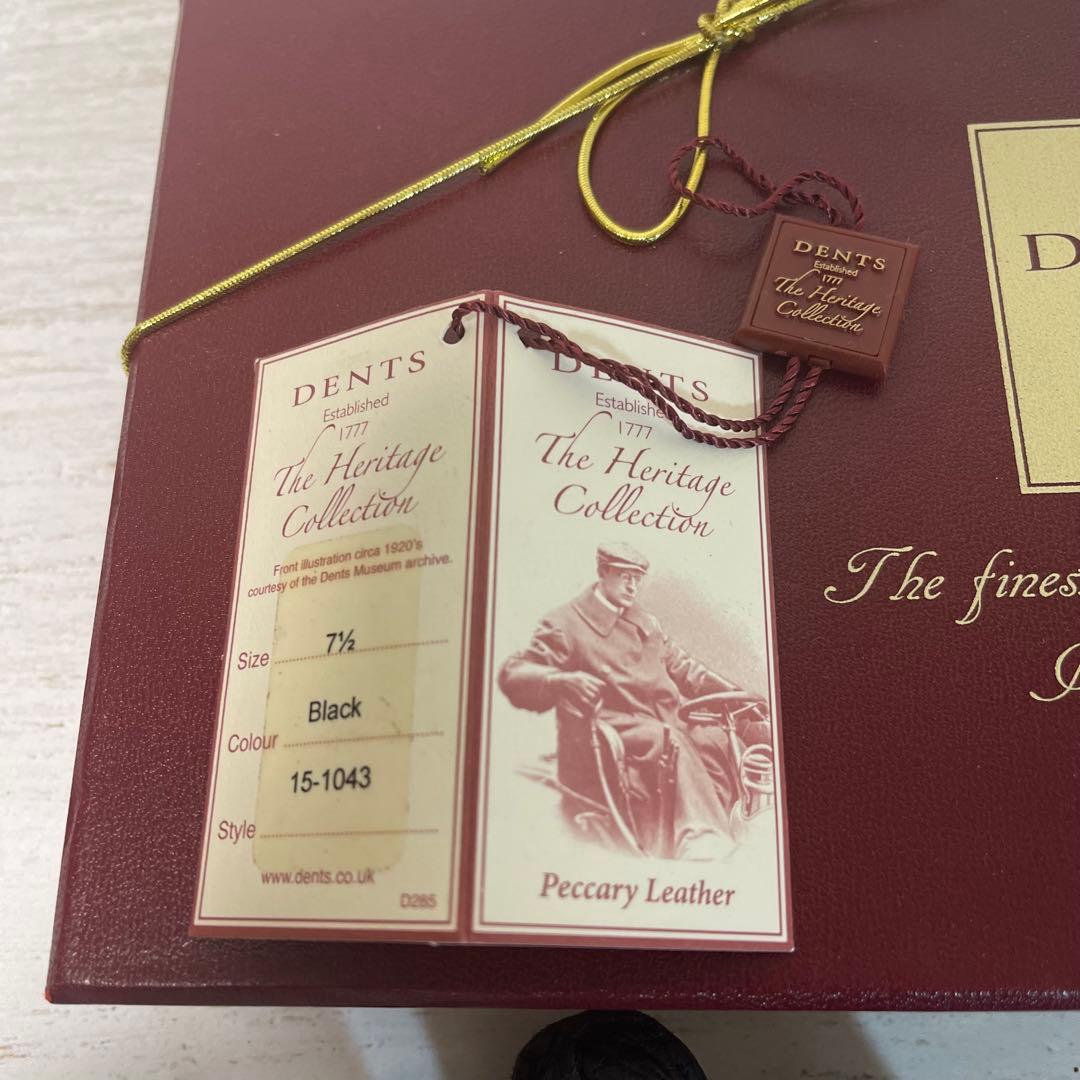 DENTS
Established
1777
The Heritage
Collection
Front illustration circa 1920's
courtesy of the Dents Museum archive.
Size 7½
Colour Black
15-1043
Style
www.dents.co.uk
D285
DENTS
Established
1777
The Heritage
Collection
Peccary Leather
DENTS
Established
1777
The Heritage
Collection
D
The fines